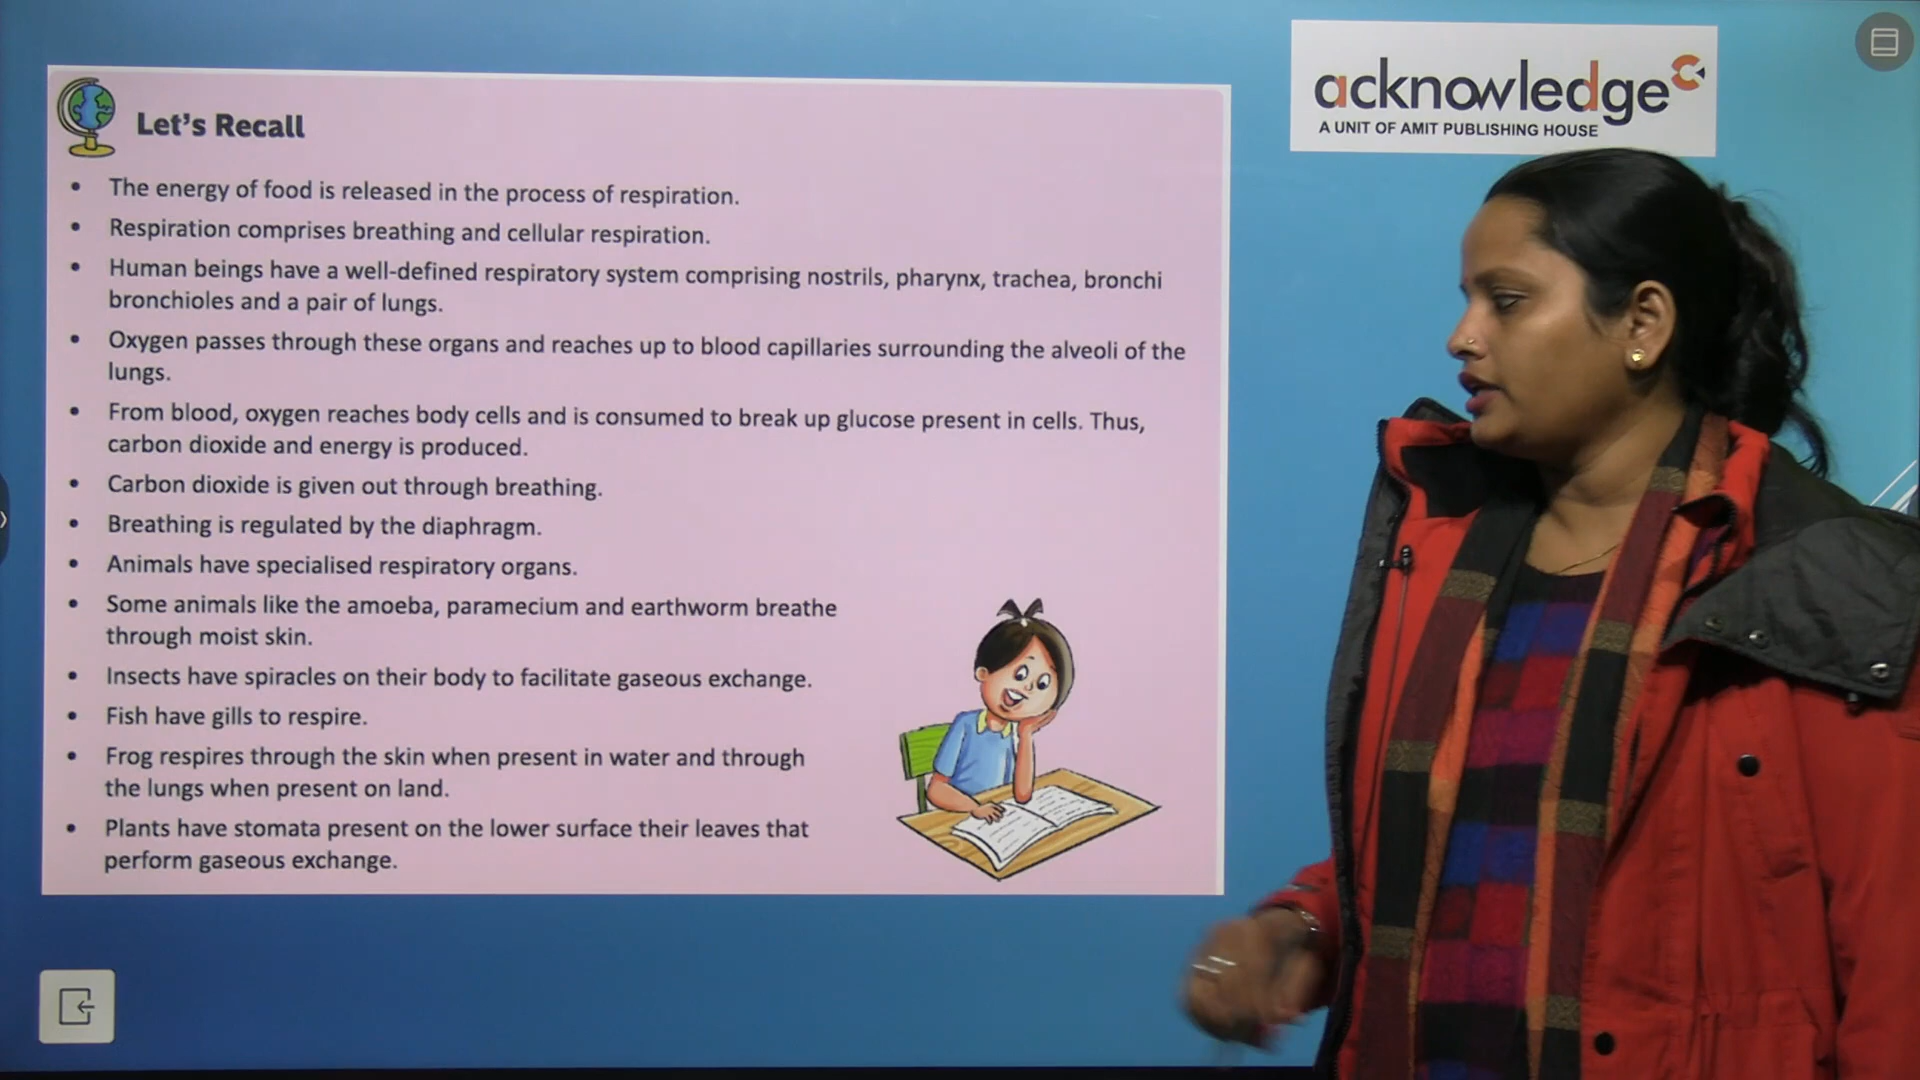 Let's Recall
• The energy of food is released in the process of respiration.
• Respiration comprises breathing and cellular respiration.
• Human beings have a well-defined respiratory system comprising nostrils, pharynx, trachea, bronchi
bronchioles and a pair of lungs.
• Oxygen passes through these organs and reaches up to blood capillaries surrounding the alveoli of the
lungs.
• From blood, oxygen reaches body cells and is consumed to break up glucose present in cells. Thus,
carbon dioxide and energy is produced.
• Carbon dioxide is given out through breathing.
• Breathing is regulated by the diaphragm.
• Animals have specialised respiratory organs.
• Some animals like the amoeba, paramecium and earthworm breathe
through moist skin.
• Insects have spiracles on their body to facilitate gaseous exchange.
• Fish have gills to respire.
• Frog respires through the skin when present in water and through
the lungs when present on land.
• Plants have stomata present on the lower surface their leaves that
perform gaseous exchange.
acknowledge
A UNIT OF AMIT PUBLISHING HOUSE